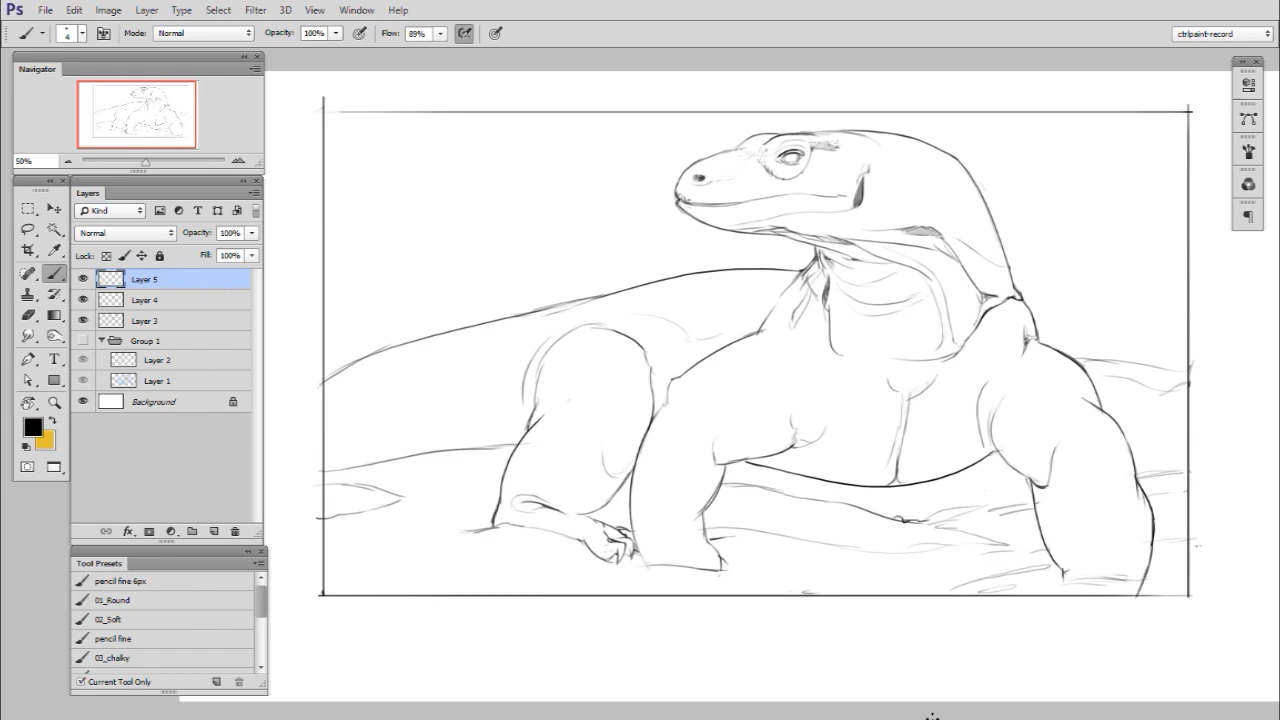 Ps File Edit Image Layer Type Select Filter 3D View Window Help
4 Mode: Normal Opacity: 100% Flow: 89% ctrlpaint-record
Navigator
50%
Layers
Kind
Normal Opacity: 100%
Lock: Fill: 100%
Layer 5
Layer 4
Layer 3
Group 1
Layer 2
Layer 1
Background
Tool Presets
pencil fine 6px
01_Round
02_Soft
pencil fine
03_chalky
Current Tool Only